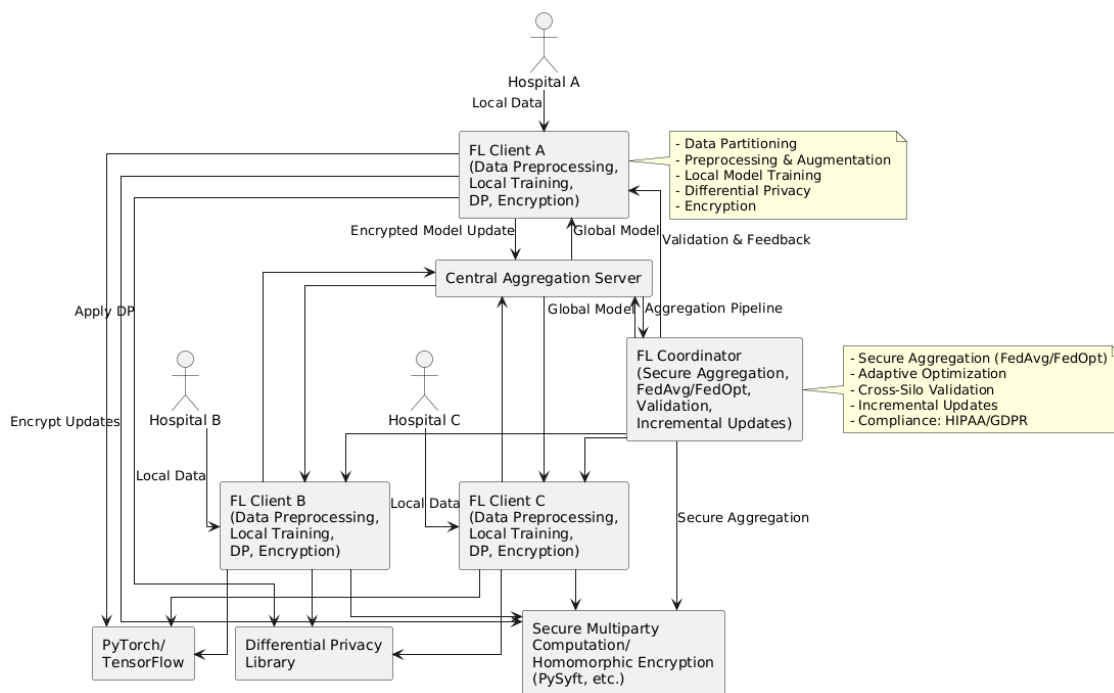 Hospital A
Local Data
FL Client A
(Data Preprocessing,
Local Training,
DP, Encryption)
- Data Partitioning
- Preprocessing & Augmentation
- Local Model Training
- Differential Privacy
- Encryption
Encrypted Model Update
Global Model
Validation & Feedback
Central Aggregation Server
Apply DP
Global Model
Aggregation Pipeline
FL Coordinator
(Secure Aggregation,
FedAvg/FedOpt,
Validation,
Incremental Updates)
- Secure Aggregation (FedAvg/FedOpt)
- Adaptive Optimization
- Cross-Silo Validation
- Incremental Updates
- Compliance: HIPAA/GDPR
Encrypt Updates
Hospital B
Hospital C
Local Data
FL Client B
(Data Preprocessing,
Local Training,
DP, Encryption)
Local Data
FL Client C
(Data Preprocessing,
Local Training,
DP, Encryption)
Secure Aggregation
PyTorch/
TensorFlow
Differential Privacy
Library
Secure Multiparty
Computation/
Homomorphic Encryption
(PySyft, etc.)